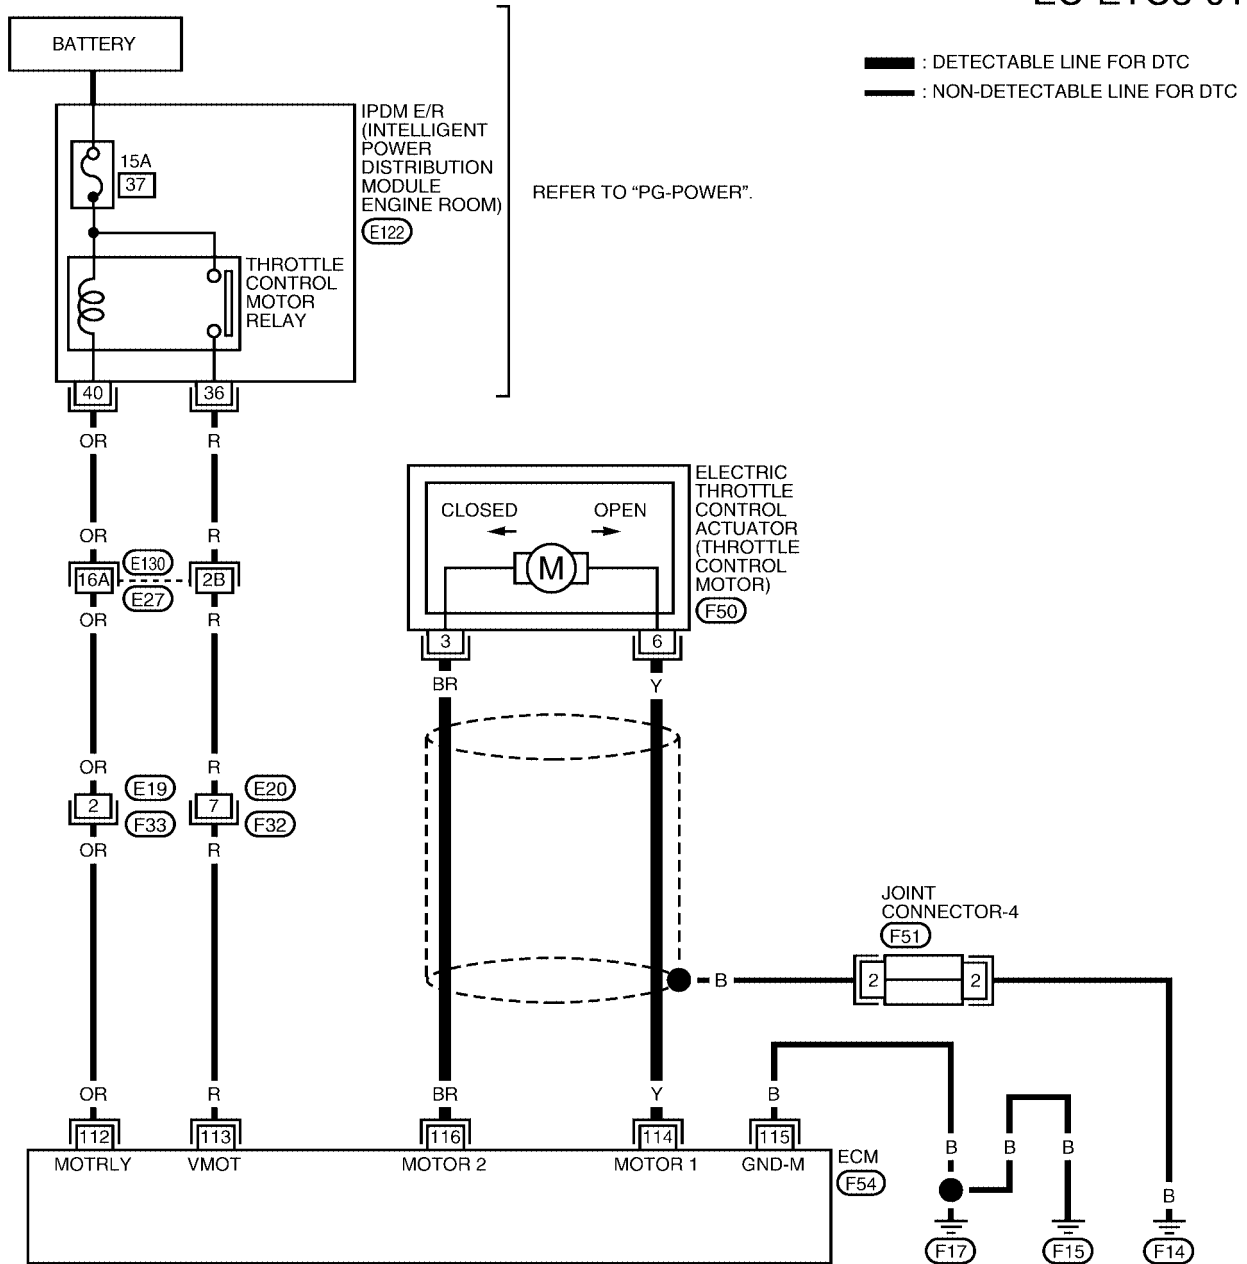 BATTERY
: DETECTABLE LINE FOR DTC
: NON-DETECTABLE LINE FOR DTC
IPDM E/R
(INTELLIGENT
POWER
DISTRIBUTION
MODULE
ENGINE ROOM)
E122
15A
37
REFER TO “PG-POWER”.
THROTTLE
CONTROL
MOTOR
RELAY
40
36
OR
R
ELECTRIC
THROTTLE
CONTROL
ACTUATOR
(THROTTLE
CONTROL
MOTOR)
F50
CLOSED
OPEN
M
OR
R
16A
E130
E27
2B
OR
R
3
6
BR
Y
OR
R
2
E19
F33
7
E20
F32
OR
R
JOINT
CONNECTOR-4
F51
B
2
2
OR
R
BR
Y
B
112
113
116
114
115
MOTRLY
VMOT
MOTOR 2
MOTOR 1
GND-M
ECM
F54
B
B
B
B
F17
F15
F14